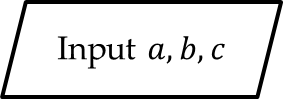 Input a, b, c